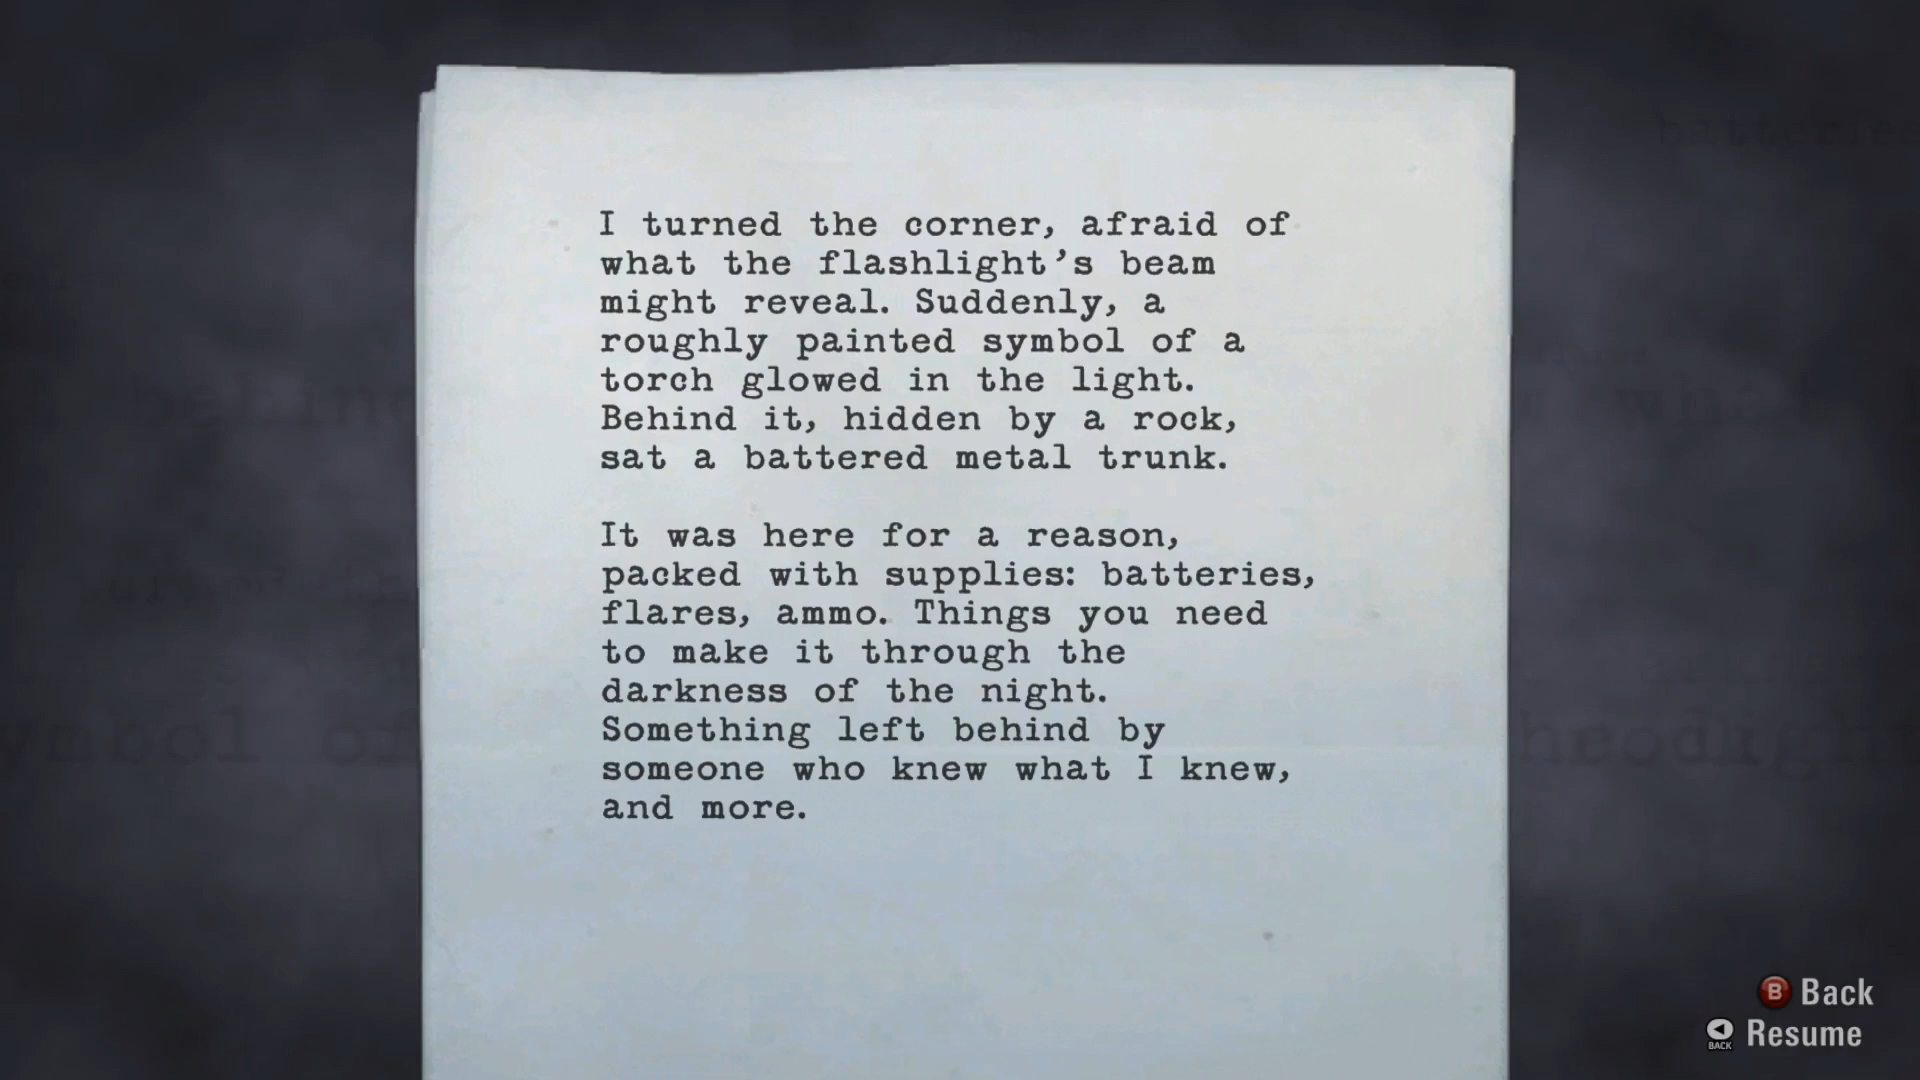 I turned the corner, afraid of
what the flashlight's beam
might reveal. Suddenly, a
roughly painted symbol of a
torch glowed in the light.
Behind it, hidden by a rock,
sat a battered metal trunk.
It was here for a reason,
packed with supplies: batteries,
flares, ammo. Things you need
to make it through the
darkness of the night.
Something left behind by
someone who knew what I knew,
and more.
B Back
BACK Resume